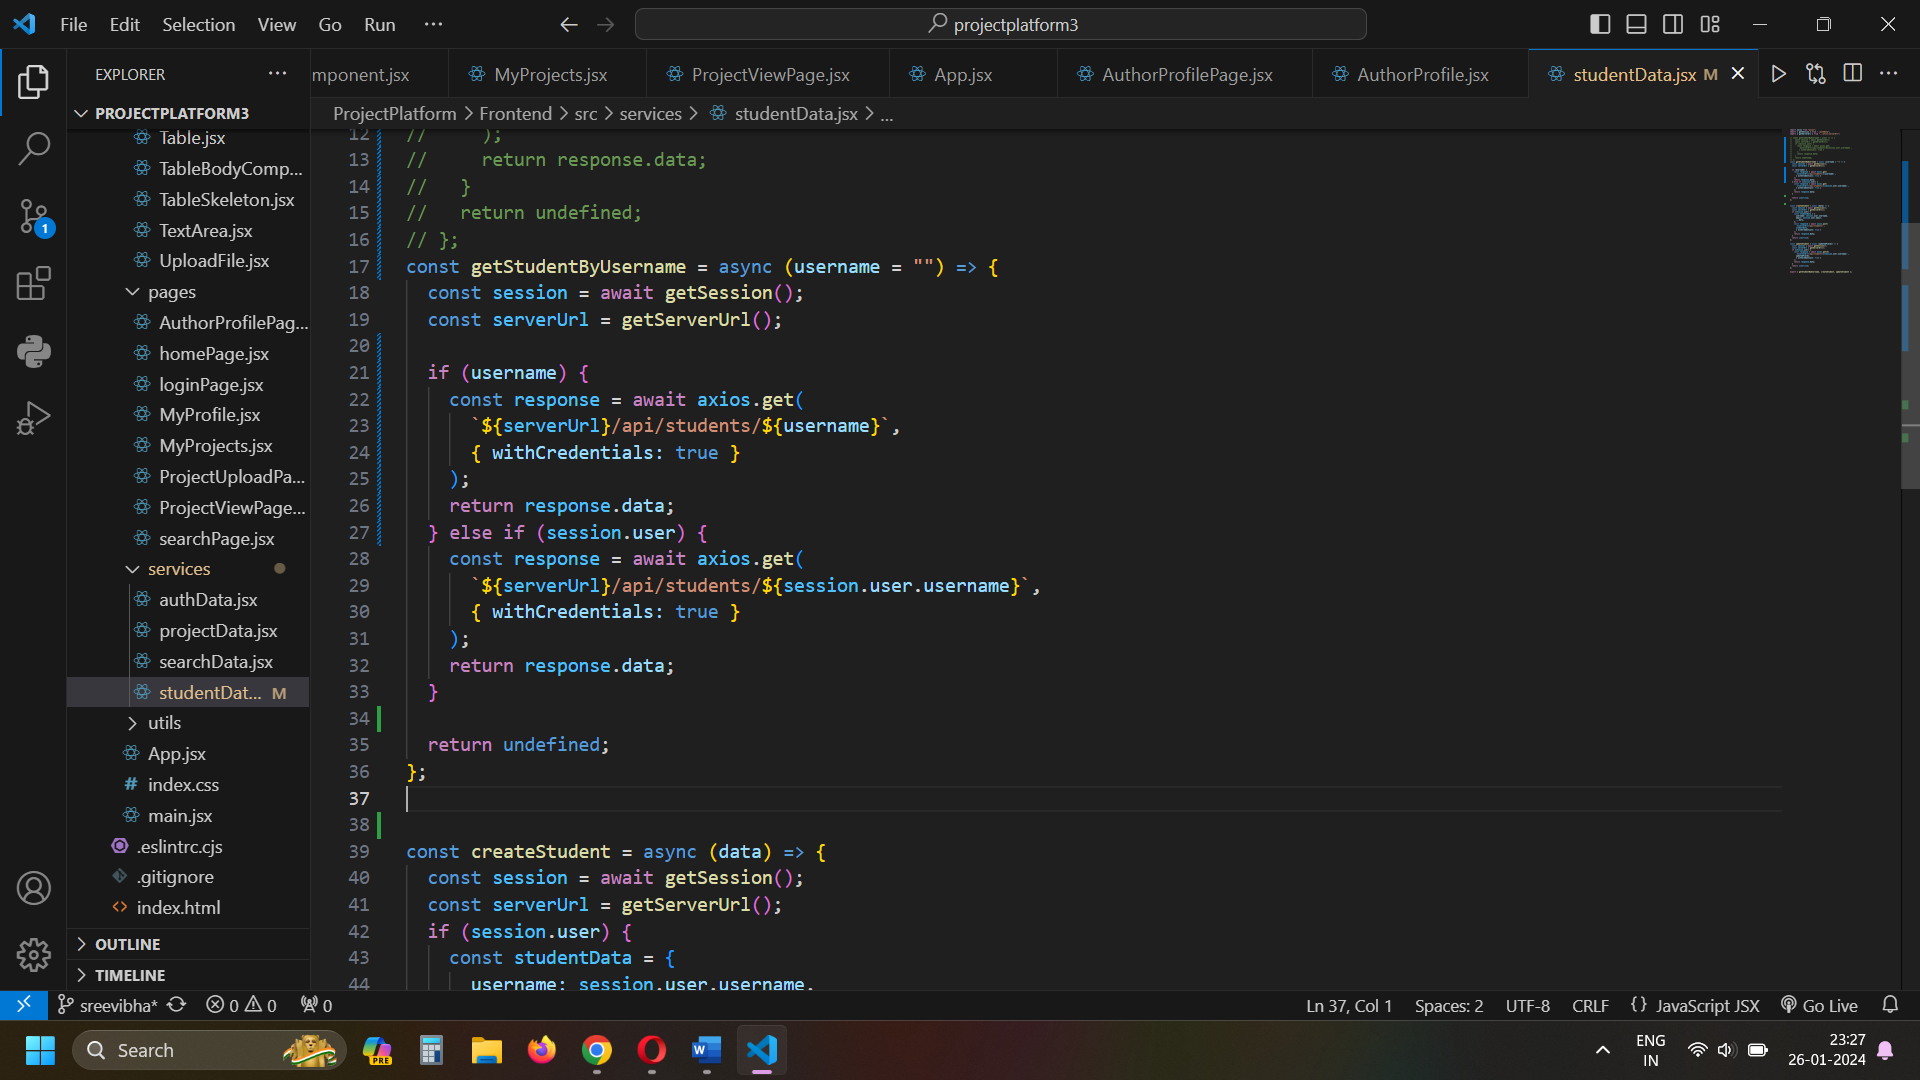 File Edit Selection View Go Run ···
projectplatform3
EXPLORER ···
mponent.jsx
MyProjects.jsx
ProjectViewPage.jsx
App.jsx
AuthorProfilePage.jsx
AuthorProfile.jsx
studentData.jsx M
PROJECTPLATFORM3
ProjectPlatform > Frontend > src > services > studentData.jsx > ...
Table.jsx
TableBodyComp...
TableSkeleton.jsx
TextArea.jsx
UploadFile.jsx
pages
AuthorProfilePag...
homePage.jsx
loginPage.jsx
MyProfile.jsx
MyProjects.jsx
ProjectUploadPa...
ProjectViewPage...
searchPage.jsx
services
authData.jsx
projectData.jsx
searchData.jsx
studentDat... M
utils
App.jsx
# index.css
main.jsx
.eslintrc.cjs
.gitignore
<> index.html
OUTLINE
TIMELINE
1
12 //     );
13 //     return response.data;
14 //   }
15 //   return undefined;
16 // };
17 const getStudentByUsername = async (username = "") => {
18   const session = await getSession();
19   const serverUrl = getServerUrl();
20
21   if (username) {
22     const response = await axios.get(
23       `${serverUrl}/api/students/${username}`,
24       { withCredentials: true }
25     );
26     return response.data;
27   } else if (session.user) {
28     const response = await axios.get(
29       `${serverUrl}/api/students/${session.user.username}`,
30       { withCredentials: true }
31     );
32     return response.data;
33   }
34
35   return undefined;
36 };
37
38
39 const createStudent = async (data) => {
40   const session = await getSession();
41   const serverUrl = getServerUrl();
42   if (session.user) {
43     const studentData = {
44       username: session.user.username,
sreevibha* 0 0 0
Ln 37, Col 1 Spaces: 2 UTF-8 CRLF {} JavaScript JSX Go Live
Search
PRE
ENG
IN
23:27
26-01-2024